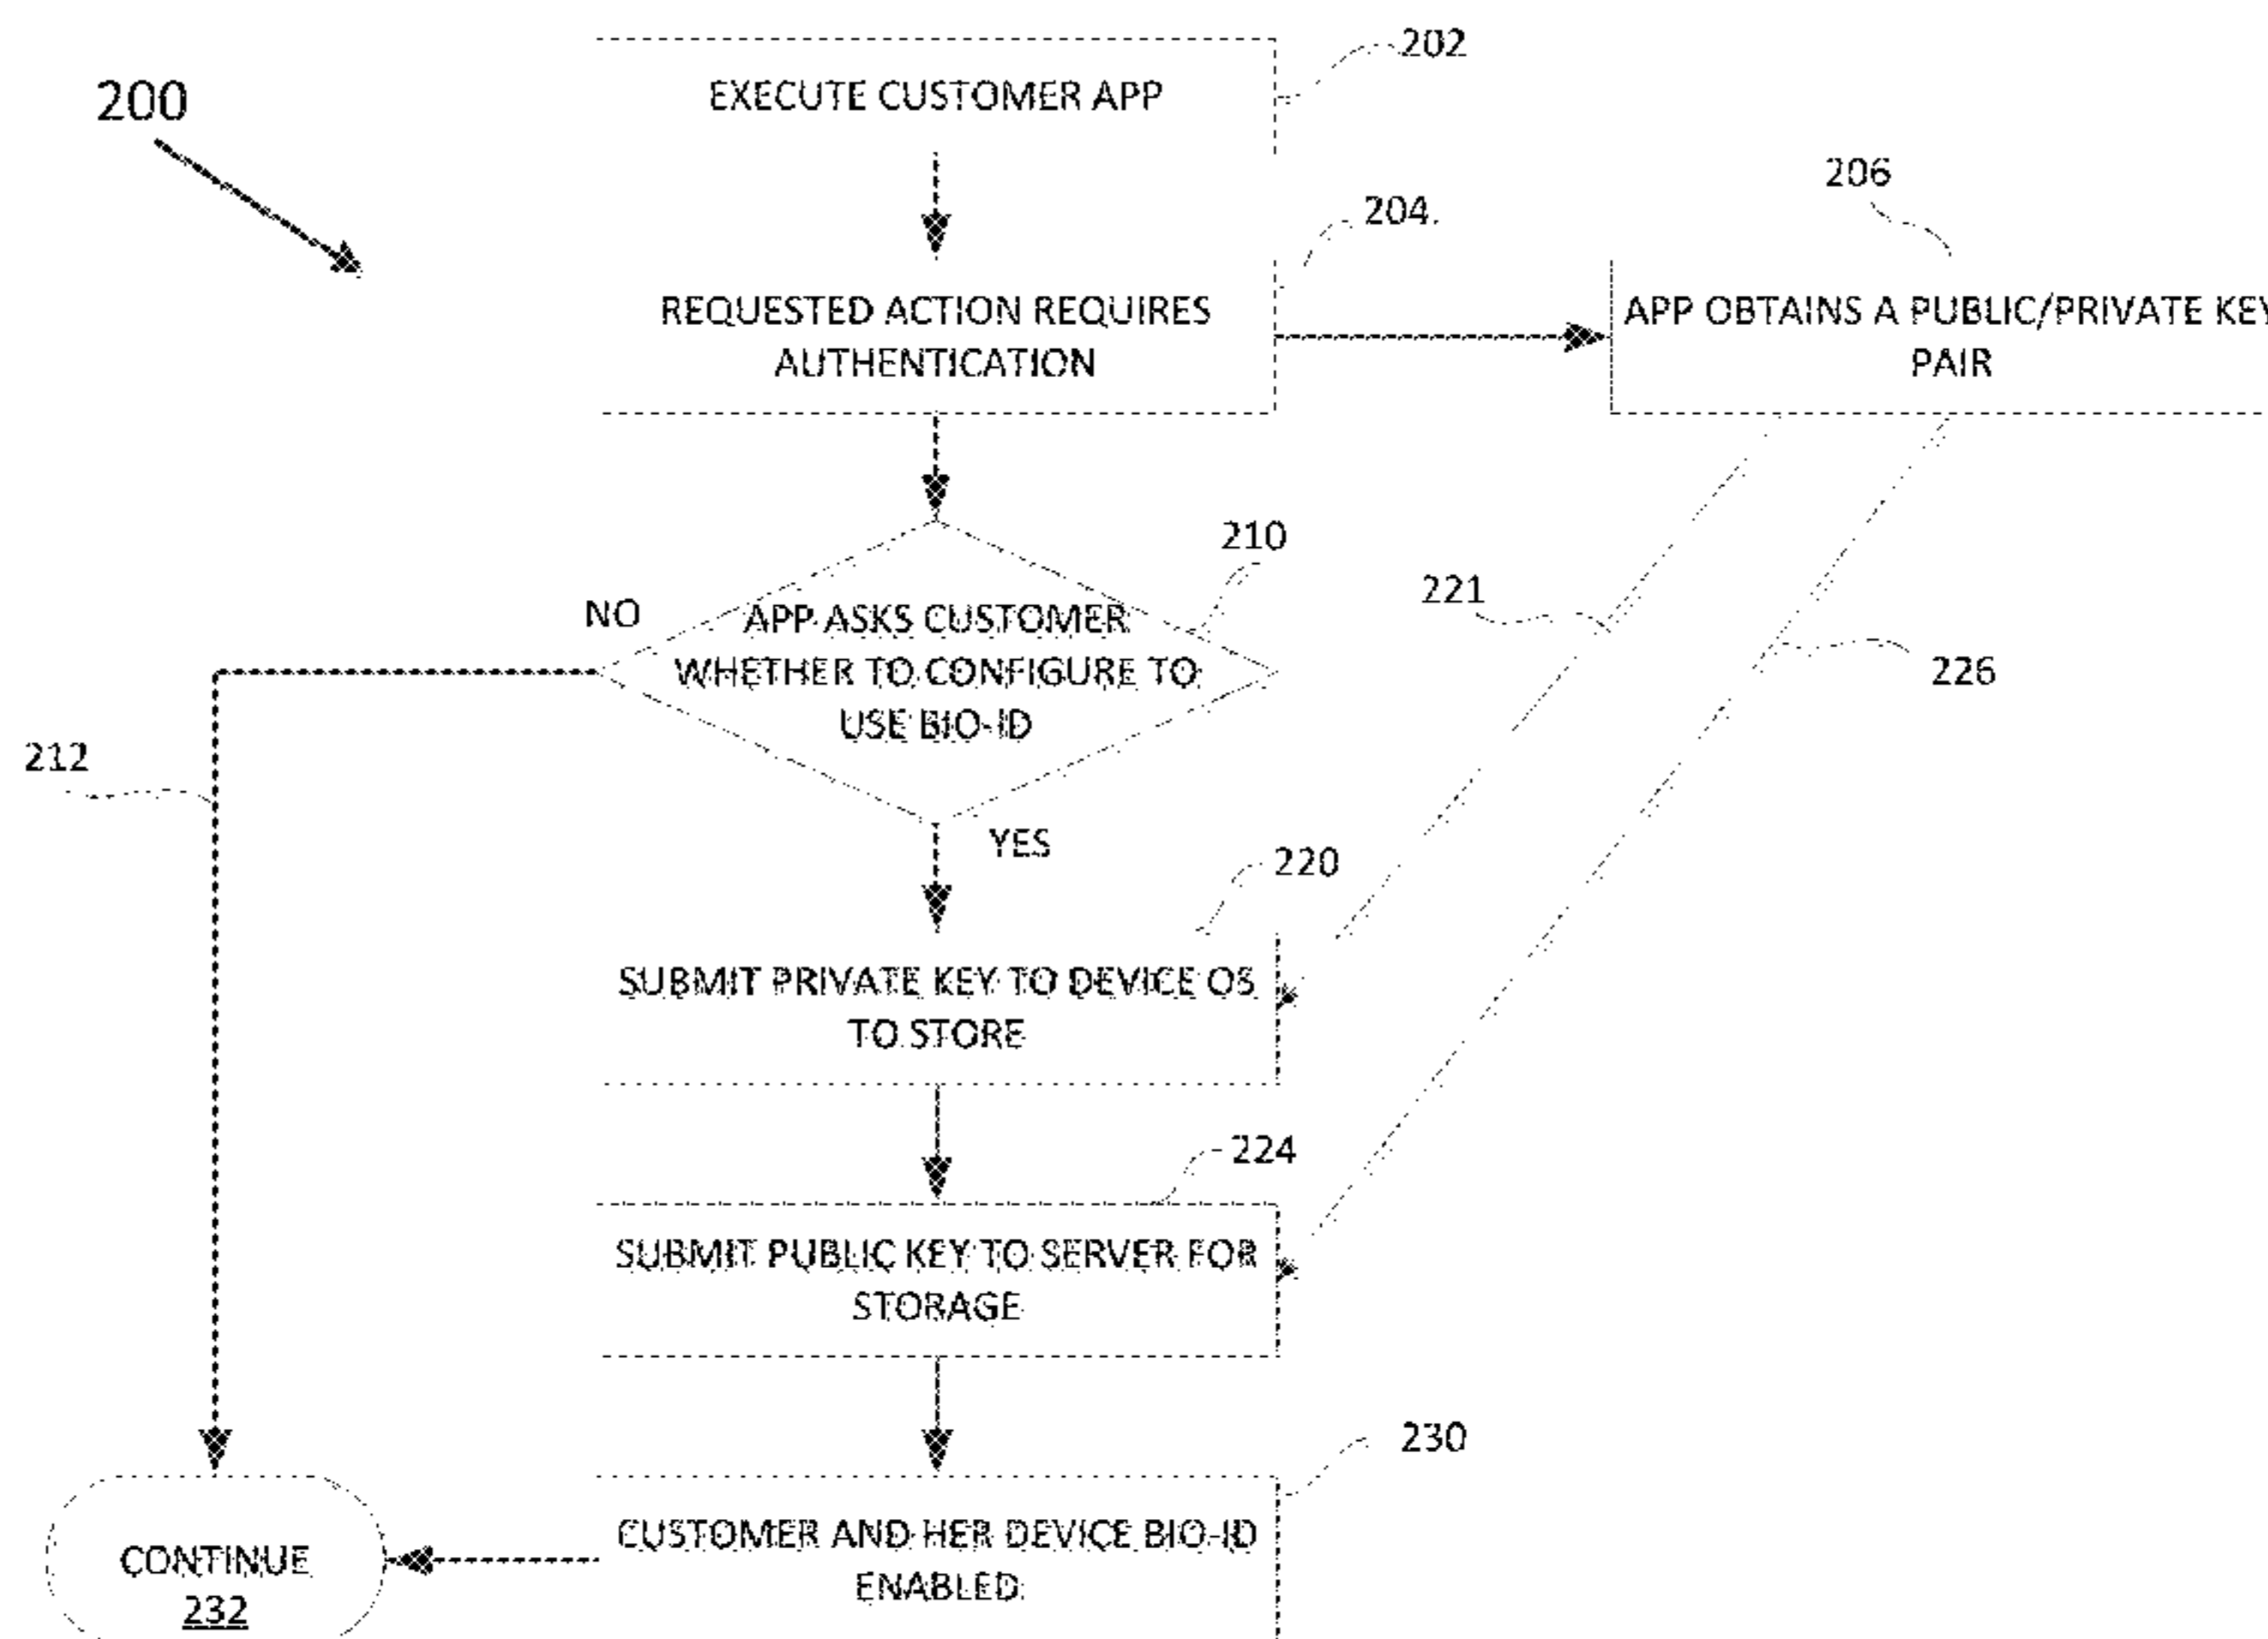 200
EXECUTE CUSTOMER APP
202
REQUESTED ACTION REQUIRES
AUTHENTICATION
204.
206
APP OBTAINS A PUBLIC/PRIVATE KEY
PAIR
210
NO
APP ASKS CUSTOMER
WHETHER TO CONFIGURE TO
USE BIO-ID
221
226
212
YES
220
SUBMIT PRIVATE KEY TO DEVICE OS
TO STORE
224
SUBMIT PUBLIC KEY TO SERVER FOR
STORAGE
230
CUSTOMER AND HER DEVICE BIO-ID
ENABLED
CONTINUE
232